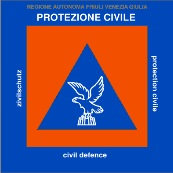 REGIONE AUTONOMA FRIULI VENEZIA GIULIA
PROTEZIONE CIVILE
zivilschutz
protection civile
civil defence